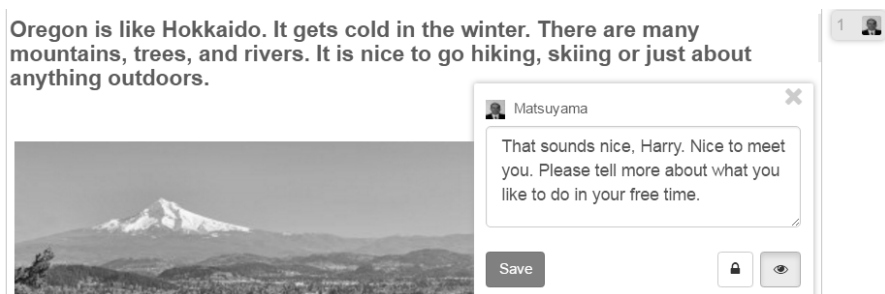 Oregon is like Hokkaido. It gets cold in the winter. There are many
mountains, trees, and rivers. It is nice to go hiking, skiing or just about
anything outdoors.
1
Matsuyama
That sounds nice, Harry. Nice to meet
you. Please tell more about what you
like to do in your free time.
Save